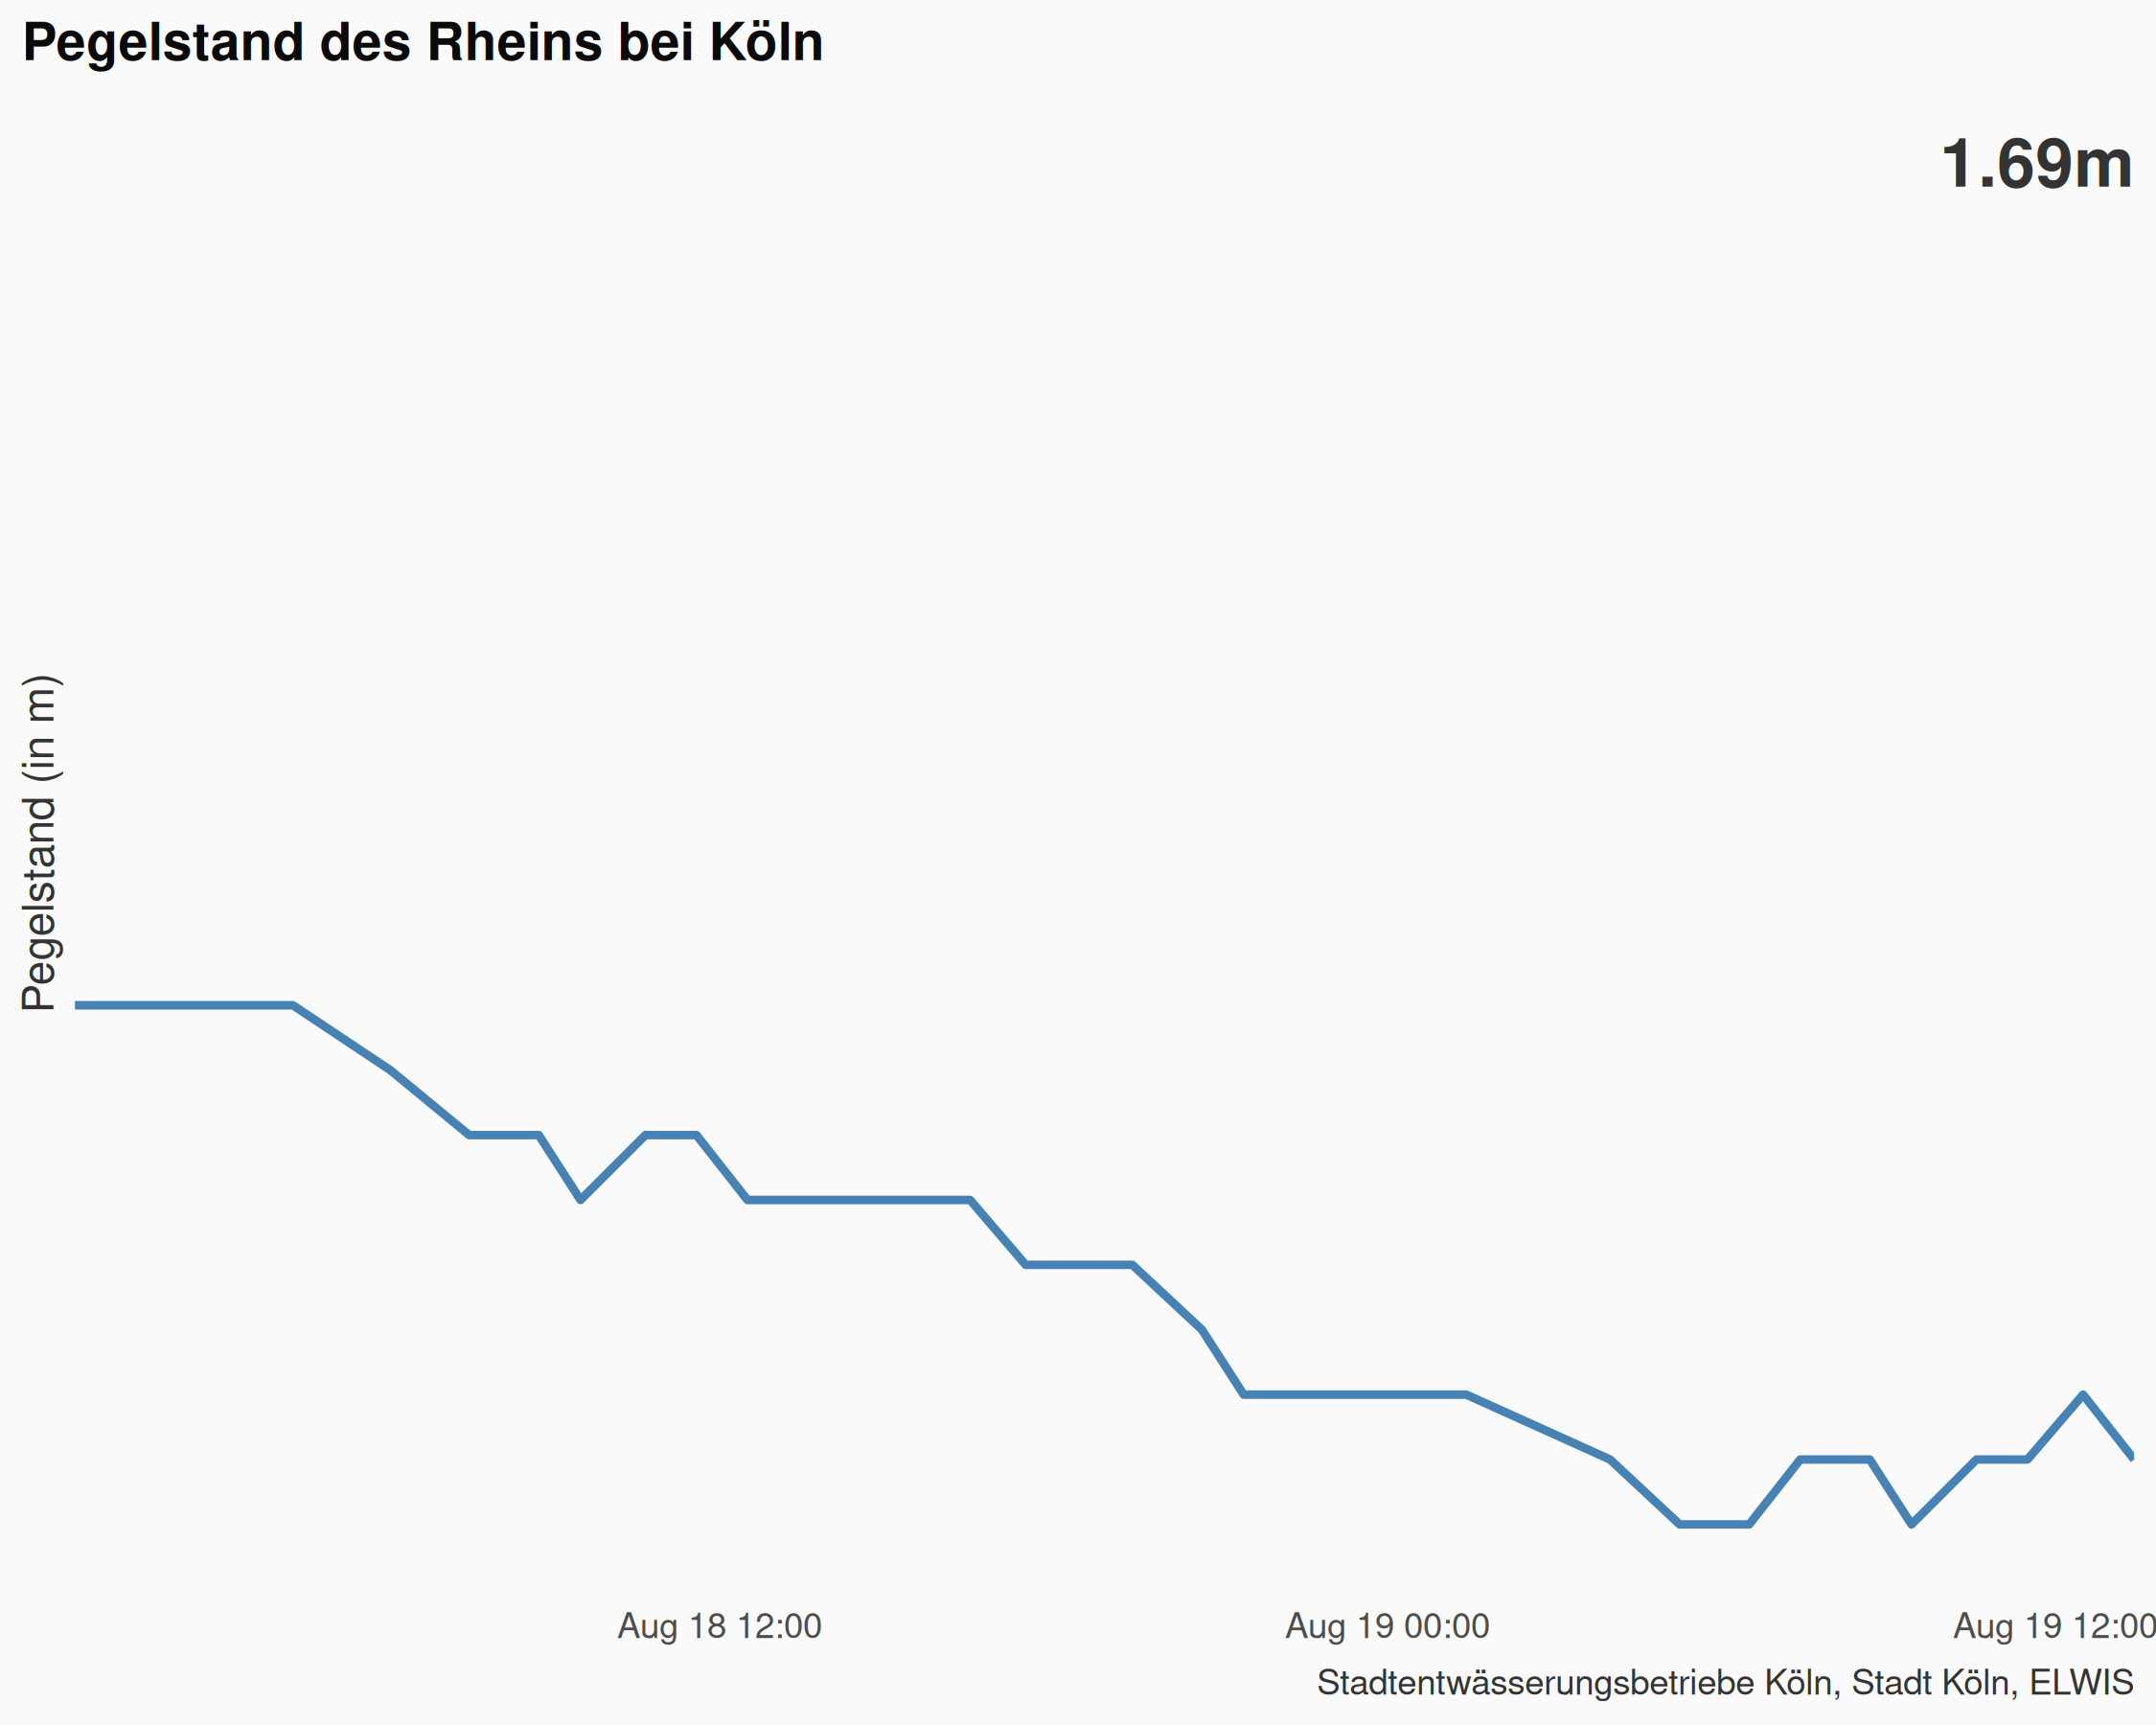 Pegelstand des Rheins bei Köln
1.69m
Pegelstand (in m)
Aug 18 12:00
Aug 19 00:00
Aug 19 12:00
Stadtentwässerungsbetriebe Köln, Stadt Köln, ELWIS